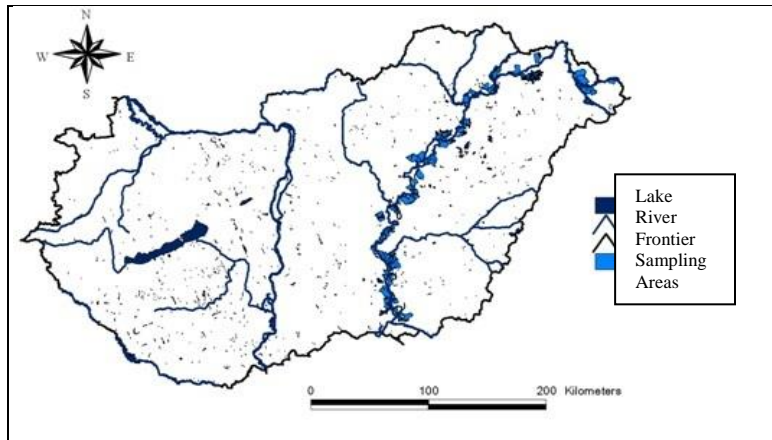 N
W E
S
Lake
River
Frontier
Sampling
Areas
0 100 200 Kilometers